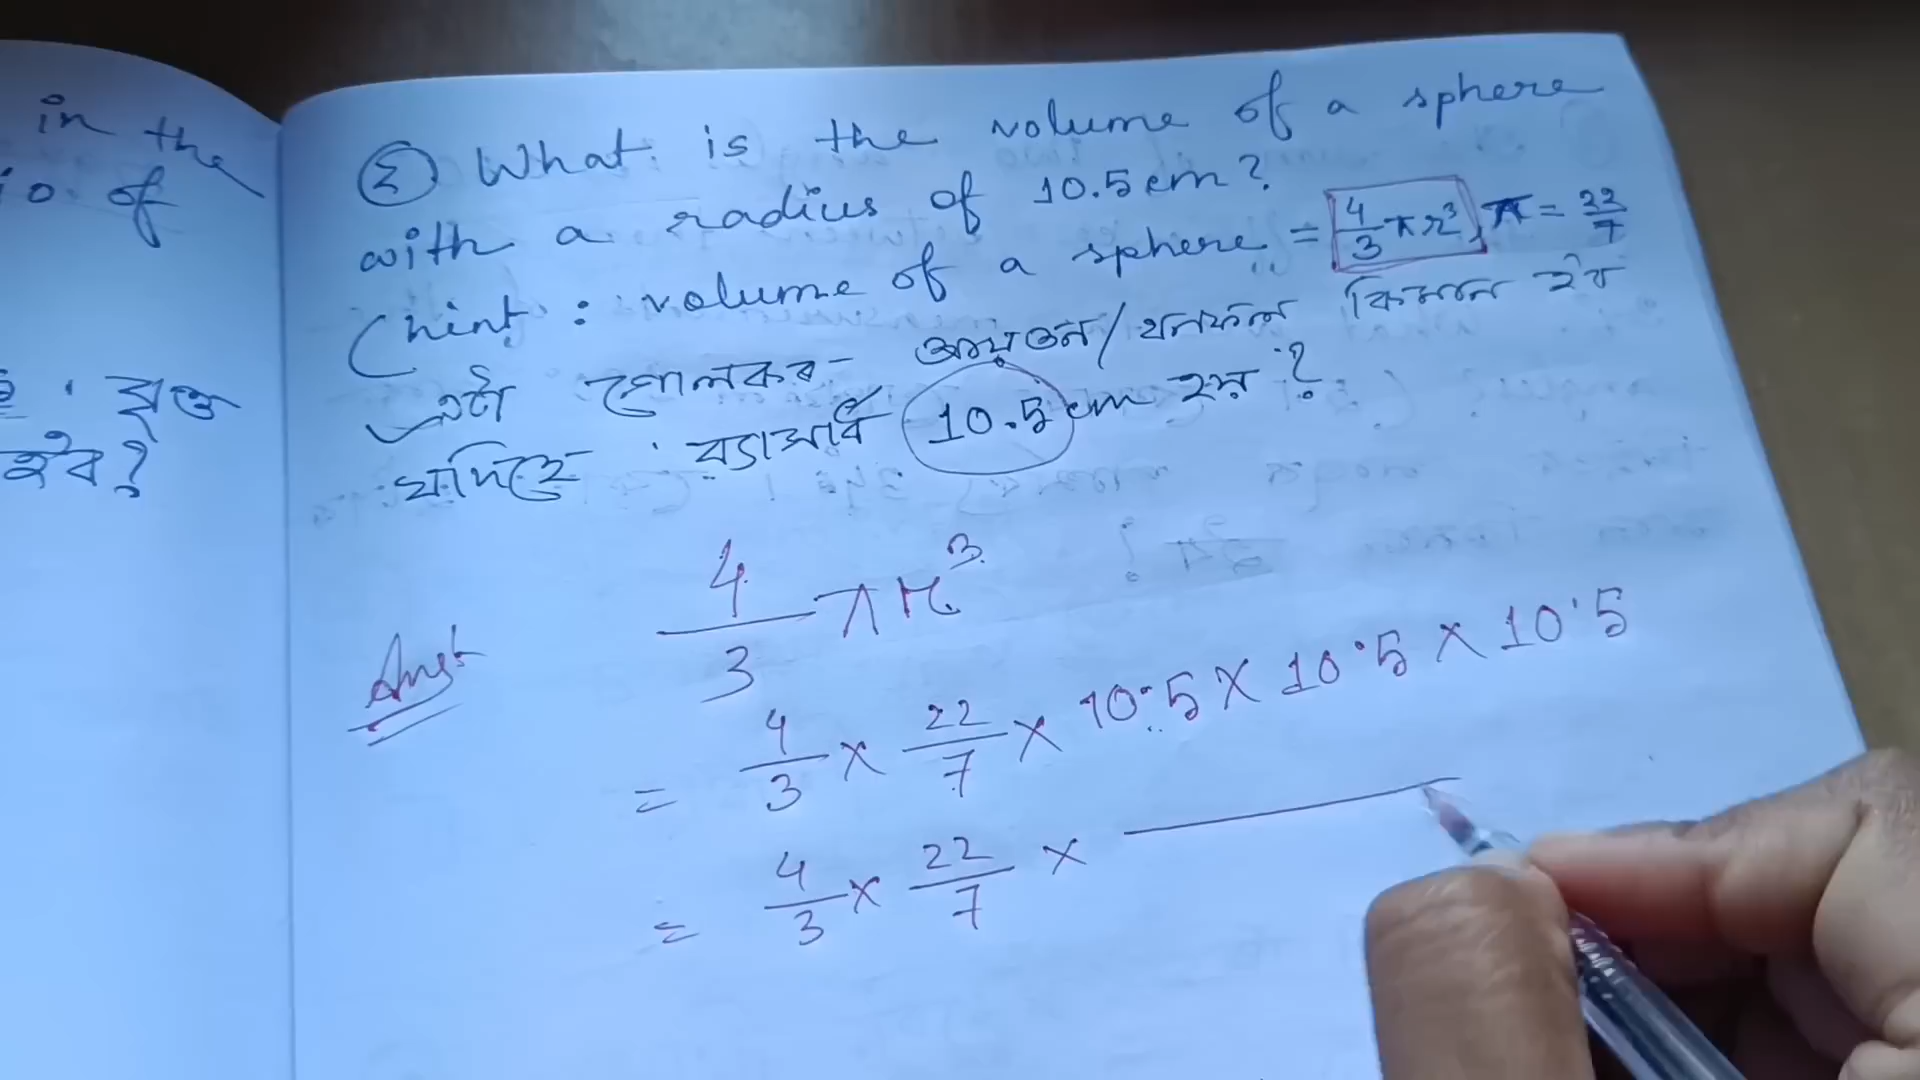 in the
io of
বৃত্ত
হ'ব?
② What is the volume of a sphere
with a radius of 10.5 cm?
(hint : volume of a sphere = 4/3 πr³, π = 22/7
এটা গোলকৰ আয়তন/ঘনফল কিমান হ'ব
যদিহে ব্যাসাৰ্ধ 10.5 cm হয়?
Ans
4/3 πr³
= 4/3 × 22/7 × 10.5 × 10.5 × 10.5
= 4/3 × 22/7 ×